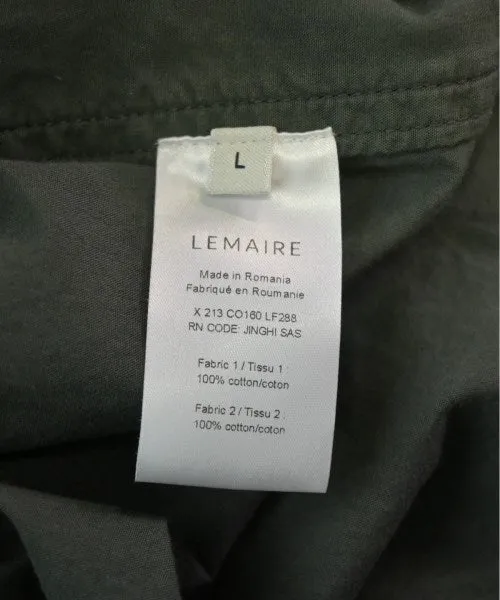 L
LEMAIRE
Made in Romania
Fabriqué en Roumanie
X 213 CO160 LF288
RN CODE: JINGHI SAS
Fabric 1 / Tissu 1
100% cotton/coton
Fabric 2 / Tissu 2
100% cotton/coton